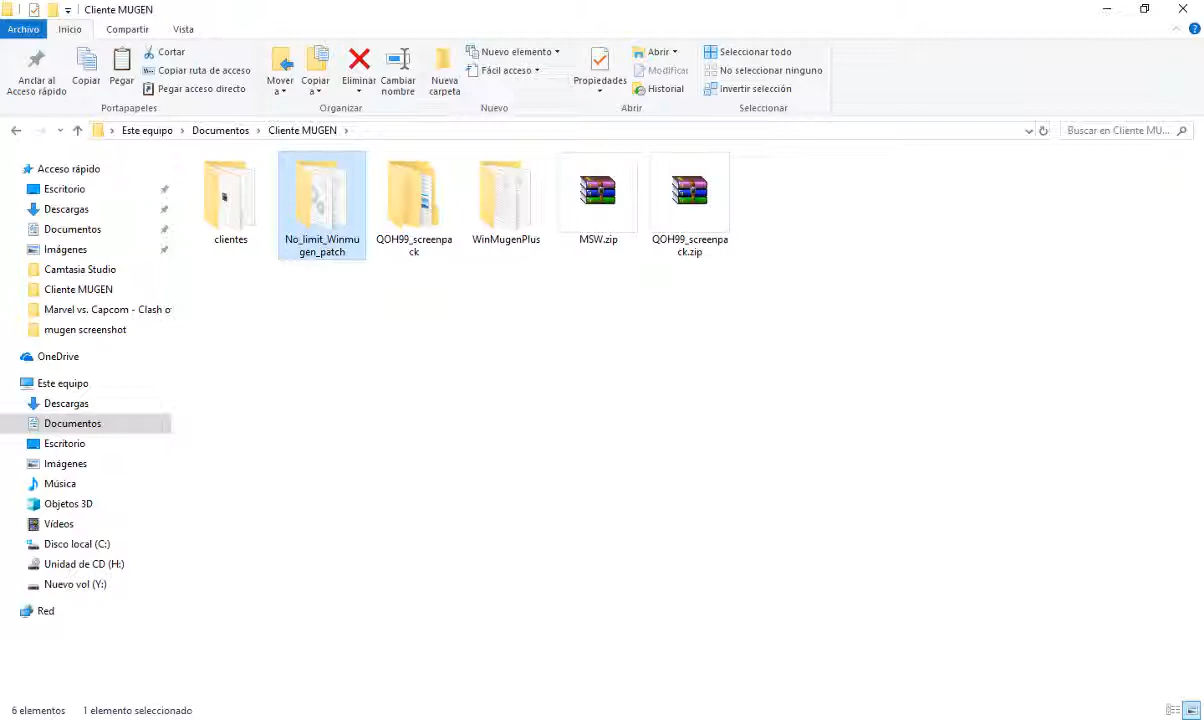 Cliente MUGEN
Archivo Inicio Compartir Vista
Anclar al Acceso rápido
Copiar
Pegar
Cortar
Copiar ruta de acceso
Pegar acceso directo
Portapapeles
Mover a
Copiar a
Eliminar
Cambiar nombre
Organizar
Nueva carpeta
Nuevo elemento
Fácil acceso
Nuevo
Propiedades
Abrir
Modificar
Historial
Abrir
Seleccionar todo
No seleccionar ninguno
Invertir selección
Seleccionar
Este equipo > Documentos > Cliente MUGEN >
Buscar en Cliente MU...
Acceso rápido
Escritorio
Descargas
Documentos
Imágenes
Camtasia Studio
Cliente MUGEN
Marvel vs. Capcom - Clash o
mugen screenshot
OneDrive
Este equipo
Descargas
Documentos
Escritorio
Imágenes
Música
Objetos 3D
Vídeos
Disco local (C:)
Unidad de CD (H:)
Nuevo vol (Y:)
Red
clientes
No_limit_Winmu
gen_patch
QOH99_screenpa
ck
WinMugenPlus
MSW.zip
QOH99_screenpa
ck.zip
6 elementos 1 elemento seleccionado